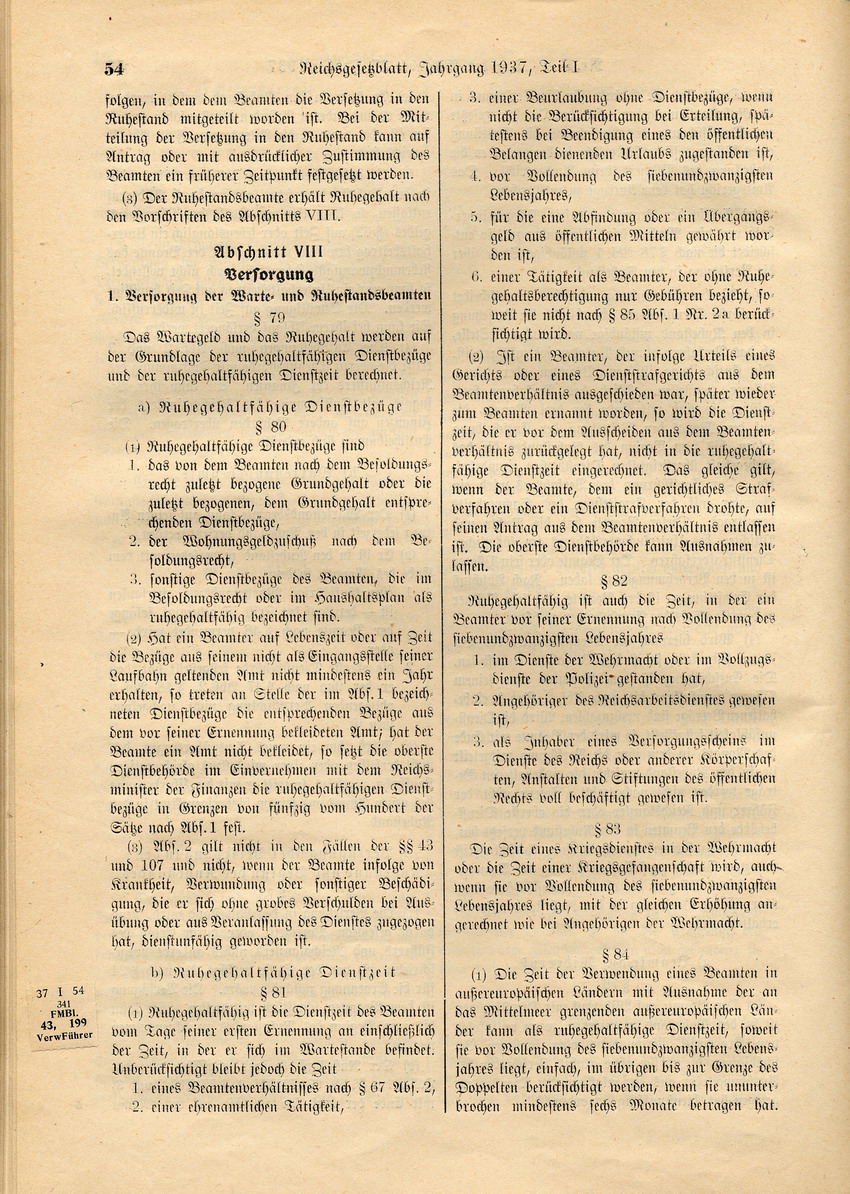 54
Reichsgesetzblatt, Jahrgang 1937, Teil I
folgen, in dem dem Beamten die Versetzung in den
Ruhestand mitgeteilt worden ist. Bei der Mit-
teilung der Versetzung in den Ruhestand kann auf
Antrag oder mit ausdrücklicher Zustimmung des
Beamten ein früherer Zeitpunkt festgesetzt werden.
(3) Der Ruhestandsbeamte erhält Ruhegehalt nach
den Vorschriften des Abschnitts VIII.
Abschnitt VIII
Versorgung
1. Versorgung der Warte- und Ruhestandsbeamten
§ 79
Das Wartegeld und das Ruhegehalt werden auf
der Grundlage der ruhegehaltfähigen Dienstbezüge
und der ruhegehaltfähigen Dienstzeit berechnet.
a) Ruhegehaltfähige Dienstbezüge
§ 80
(1) Ruhegehaltfähige Dienstbezüge sind
1. das von dem Beamten nach dem Besoldungs-
recht zuletzt bezogene Grundgehalt oder die
zuletzt bezogenen, dem Grundgehalt entspre-
chenden Dienstbezüge,
2. der Wohnungsgeldzuschuß nach dem Be-
soldungsrecht,
3. sonstige Dienstbezüge des Beamten, die im
Besoldungsrecht oder im Haushaltsplan als
ruhegehaltfähig bezeichnet sind.
(2) Hat ein Beamter auf Lebenszeit oder auf Zeit
die Bezüge aus seinem nicht als Eingangsstelle seiner
Laufbahn geltenden Amt nicht mindestens ein Jahr
erhalten, so treten an Stelle der im Abs. 1 bezeich-
neten Dienstbezüge die entsprechenden Bezüge aus
dem vor seiner Ernennung bekleideten Amt; hat der
Beamte ein Amt nicht bekleidet, so setzt die oberste
Dienstbehörde im Einvernehmen mit dem Reichs-
minister der Finanzen die ruhegehaltfähigen Dienst-
bezüge in Grenzen von fünfzig vom Hundert der
Sätze nach Abs. 1 fest.
(3) Abs. 2 gilt nicht in den Fällen der §§ 43
und 107 und nicht, wenn der Beamte infolge von
Krankheit, Verwundung oder sonstiger Beschädi-
gung, die er sich ohne grobes Verschulden bei Aus-
übung oder aus Veranlassung des Dienstes zugezogen
hat, dienstunfähig geworden ist.
b) Ruhegehaltfähige Dienstzeit
§ 81
(1) Ruhegehaltfähig ist die Dienstzeit des Beamten
vom Tage seiner ersten Ernennung an einschließlich
der Zeit, in der er sich im Wartestande befindet.
Unberücksichtigt bleibt jedoch die Zeit
1. eines Beamtenverhältnisses nach § 67 Abs. 2,
2. einer ehrenamtlichen Tätigkeit,
37 I 54
341
FMBl.
43, 199
VerwFührer
3. einer Beurlaubung ohne Dienstbezüge, wenn
nicht die Berücksichtigung bei Erteilung, spä-
testens bei Beendigung eines den öffentlichen
Belangen dienenden Urlaubs zugestanden ist,
4. vor Vollendung des siebenundzwanzigsten
Lebensjahres,
5. für die eine Abfindung oder ein Übergangs-
geld aus öffentlichen Mitteln gewährt wor-
den ist,
6. einer Tätigkeit als Beamter, der ohne Ruhe-
gehaltsberechtigung nur Gebühren bezieht, so-
weit sie nicht nach § 85 Abs. 1 Nr. 2a berück-
sichtigt wird.
(2) Ist ein Beamter, der infolge Urteils eines
Gerichts oder eines Dienststrafgerichts aus dem
Beamtenverhältnis ausgeschieden war, später wieder
zum Beamten ernannt worden, so wird die Dienst-
zeit, die er vor dem Ausscheiden aus dem Beamten-
verhältnis zurückgelegt hat, nicht in die ruhegehalt-
fähige Dienstzeit eingerechnet. Das gleiche gilt,
wenn der Beamte, dem ein gerichtliches Straf-
verfahren oder ein Dienststrafverfahren drohte, auf
seinen Antrag aus dem Beamtenverhältnis entlassen
ist. Die oberste Dienstbehörde kann Ausnahmen zu-
lassen.
§ 82
Ruhegehaltfähig ist auch die Zeit, in der ein
Beamter vor seiner Ernennung nach Vollendung des
siebenundzwanzigsten Lebensjahres
1. im Dienste der Wehrmacht oder im Vollzugs-
dienste der Polizei gestanden hat,
2. Angehöriger des Reichsarbeitsdienstes gewesen
ist,
3. als Inhaber eines Versorgungsscheins im
Dienste des Reichs oder anderer Körperschaf-
ten, Anstalten und Stiftungen des öffentlichen
Rechts voll beschäftigt gewesen ist.
§ 83
Die Zeit eines Kriegsdienstes in der Wehrmacht
oder die Zeit einer Kriegsgefangenschaft wird, auch
wenn sie vor Vollendung des siebenundzwanzigsten
Lebensjahres liegt, mit der gleichen Erhöhung an-
gerechnet wie bei Angehörigen der Wehrmacht.
§ 84
(1) Die Zeit der Verwendung eines Beamten in
außereuropäischen Ländern mit Ausnahme der an
das Mittelmeer grenzenden außereuropäischen Län-
der kann als ruhegehaltfähige Dienstzeit, soweit
sie vor Vollendung des siebenundzwanzigsten Lebens-
jahres liegt, einfach, im übrigen bis zur Grenze des
Doppelten berücksichtigt werden, wenn sie ununter-
brochen mindestens sechs Monate betragen hat.